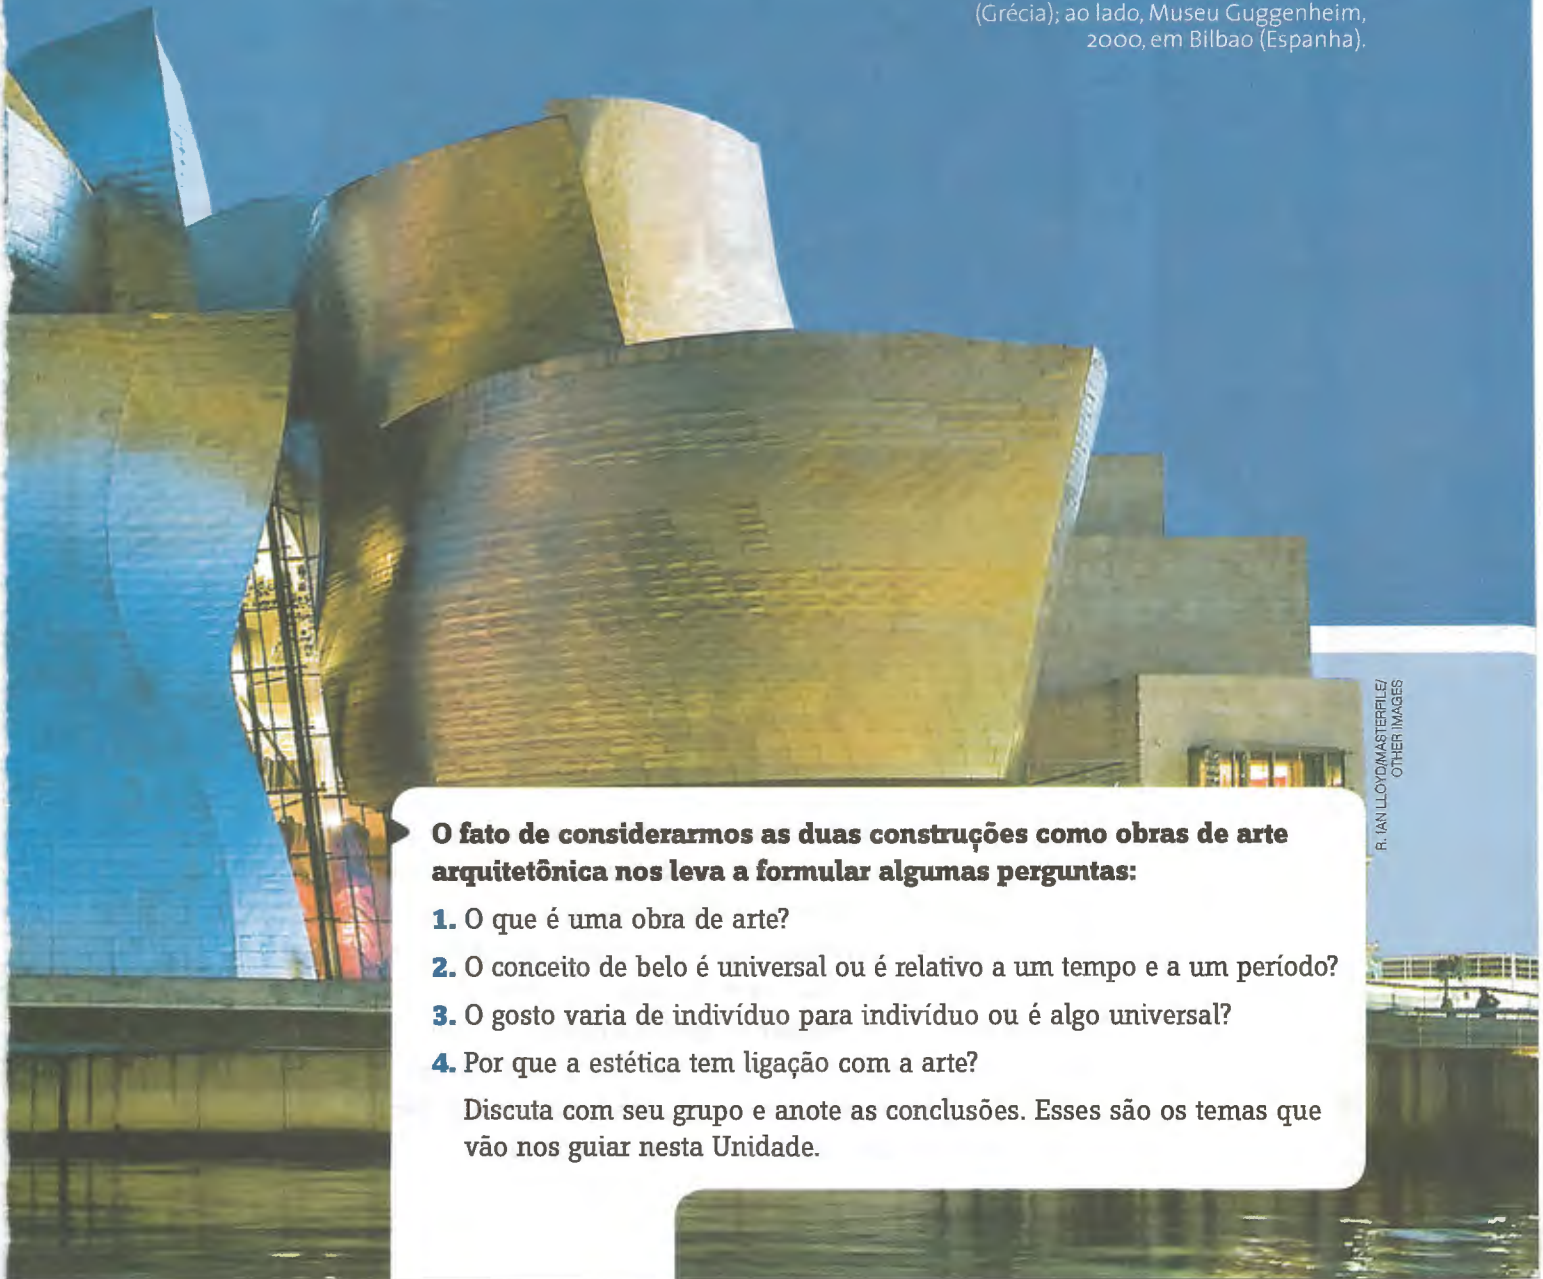 (Grécia); ao lado, Museu Guggenheim,
2000, em Bilbao (Espanha).
R. IAN LLOYD/MASTERFILE/
OTHER IMAGES
O fato de considerarmos as duas construções como obras de arte
arquitetônica nos leva a formular algumas perguntas:
1. O que é uma obra de arte?
2. O conceito de belo é universal ou é relativo a um tempo e a um período?
3. O gosto varia de indivíduo para indivíduo ou é algo universal?
4. Por que a estética tem ligação com a arte?
Discuta com seu grupo e anote as conclusões. Esses são os temas que
vão nos guiar nesta Unidade.